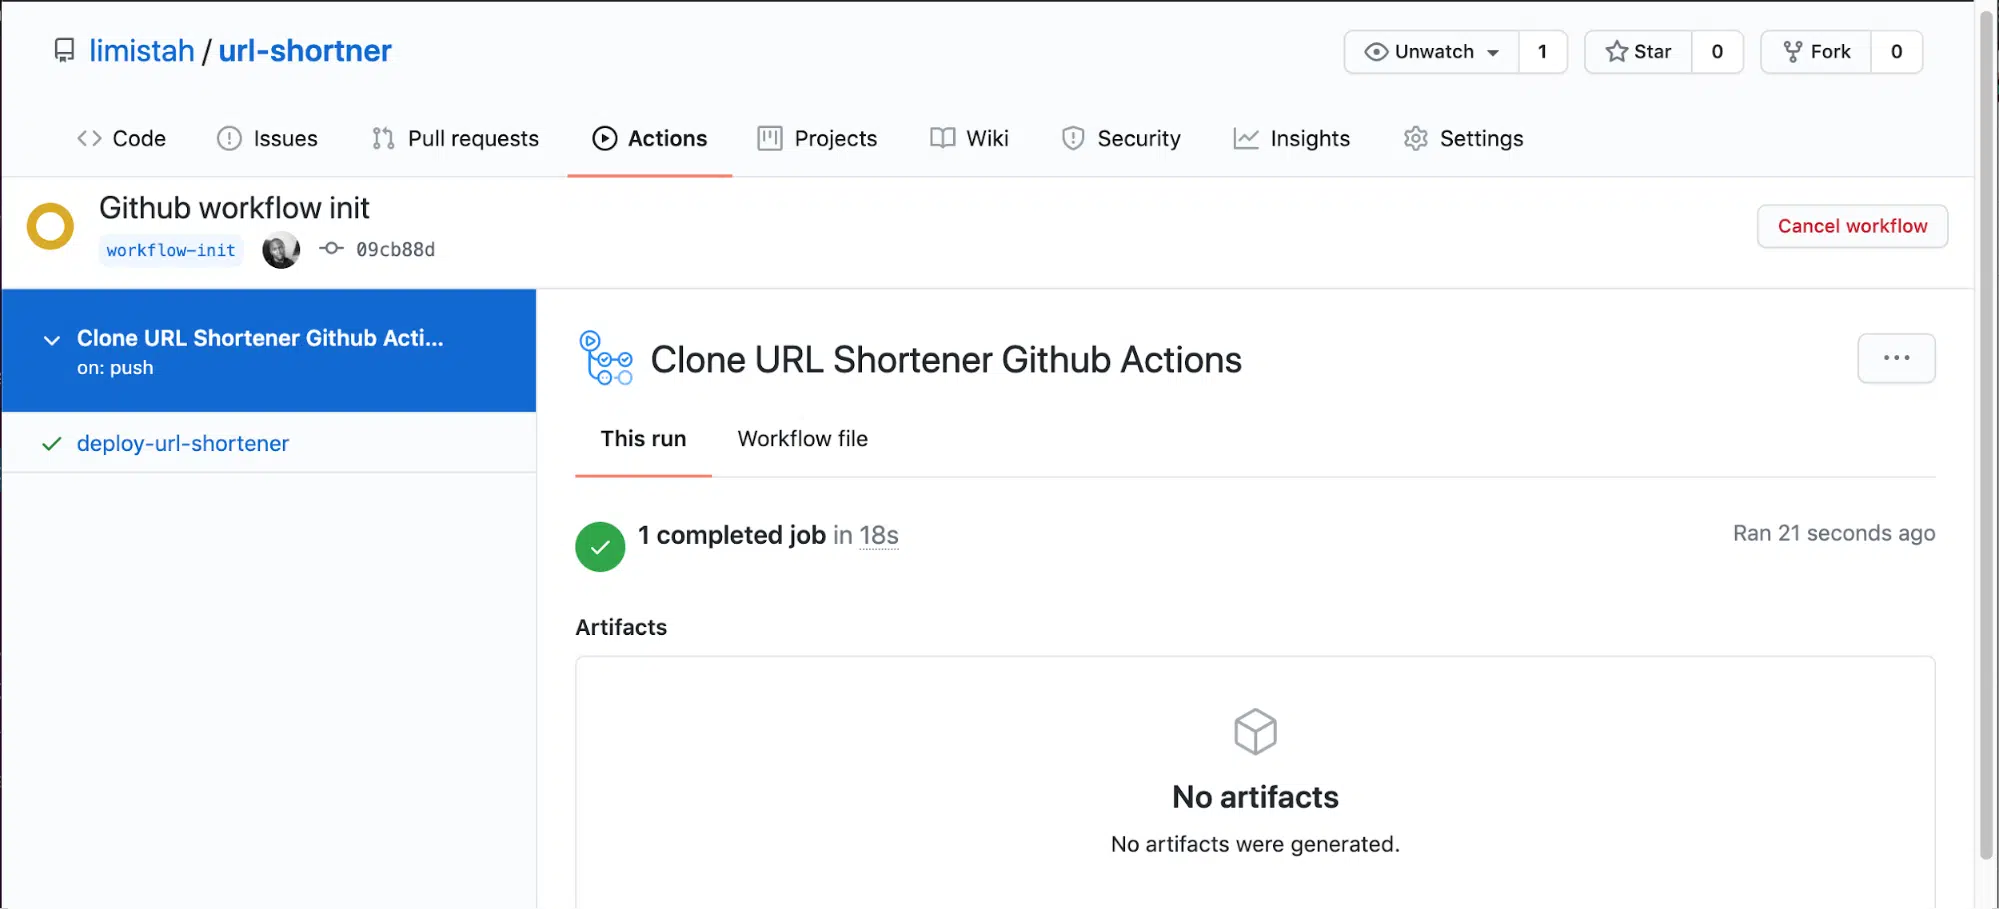 limistah / url-shortner
Unwatch 1 Star 0 Fork 0
Code Issues Pull requests Actions Projects Wiki Security Insights Settings
Github workflow init
workflow-init 09cb88d
Cancel workflow
Clone URL Shortener Github Acti...
on: push
deploy-url-shortener
Clone URL Shortener Github Actions
This run Workflow file
1 completed job in 18s
Ran 21 seconds ago
Artifacts
No artifacts
No artifacts were generated.